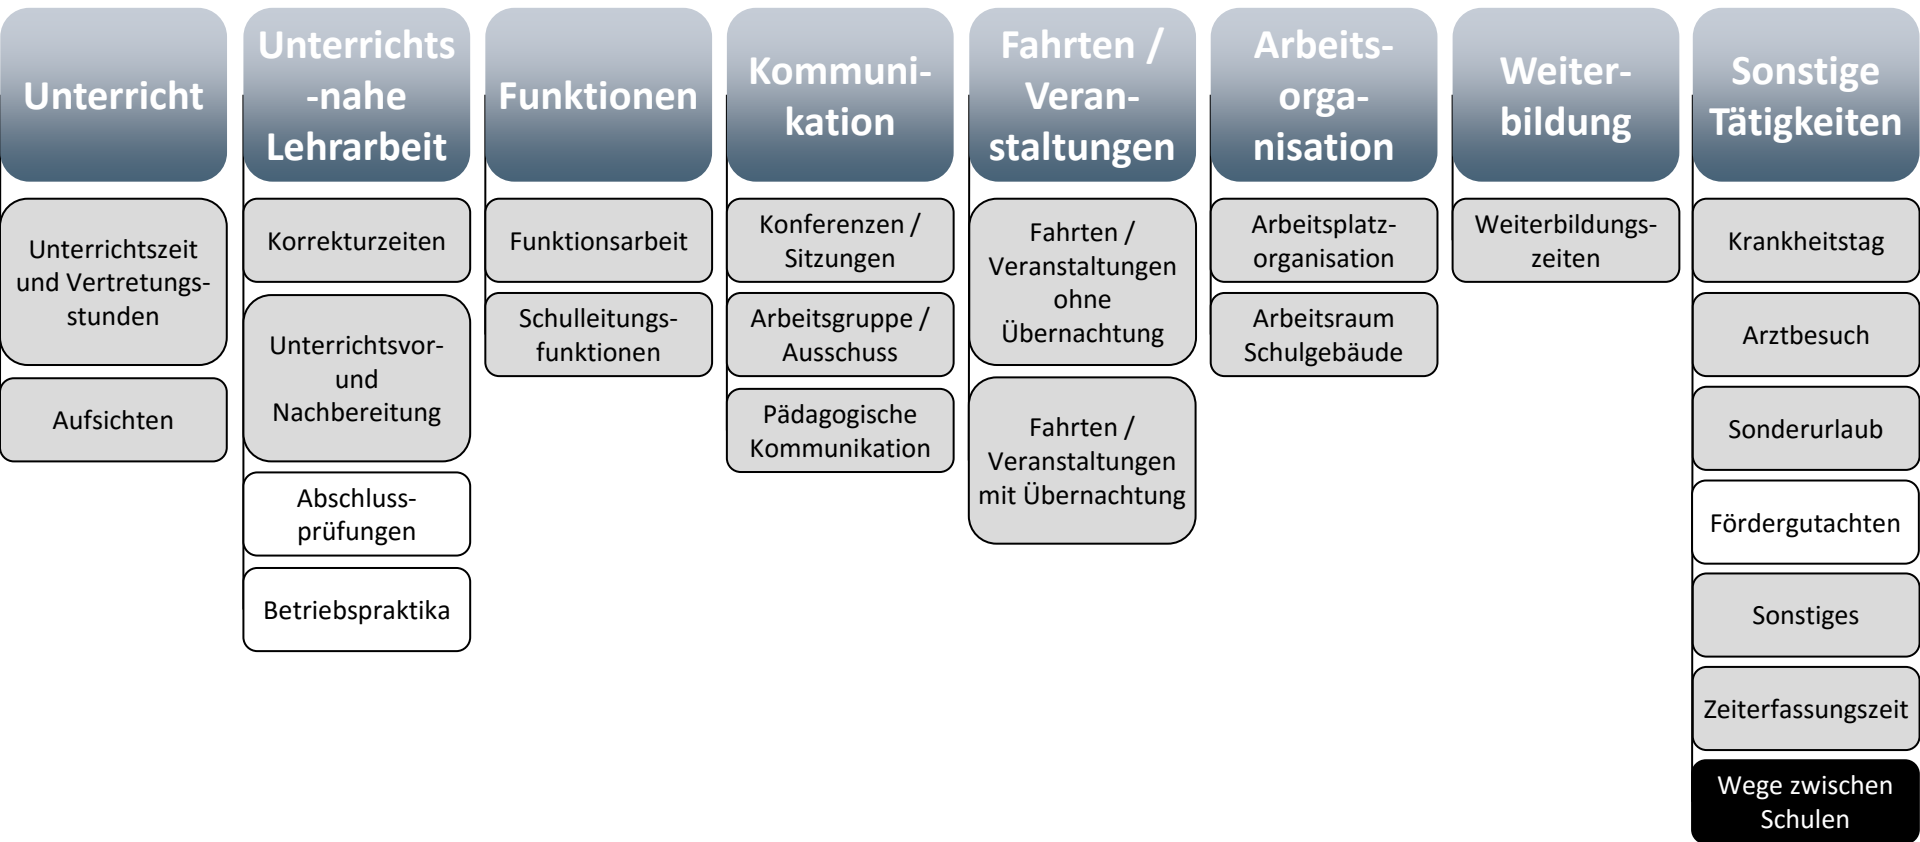 Unterricht
Unterrichtszeit
und Vertretungs-
stunden
Aufsichten
Unterrichts
-nahe
Lehrarbeit
Korrekturzeiten
Unterrichtsvor-
und
Nachbereitung
Abschluss-
prüfungen
Betriebspraktika
Funktionen
Funktionsarbeit
Schulleitungs-
funktionen
Kommuni-
kation
Konferenzen /
Sitzungen
Arbeitsgruppe /
Ausschuss
Pädagogische
Kommunikation
Fahrten /
Veran-
staltungen
Fahrten /
Veranstaltungen
ohne
Übernachtung
Fahrten /
Veranstaltungen
mit Übernachtung
Arbeits-
orga-
nisation
Arbeitsplatz-
organisation
Arbeitsraum
Schulgebäude
Weiter-
bildung
Weiterbildungs-
zeiten
Sonstige
Tätigkeiten
Krankheitstag
Arztbesuch
Sonderurlaub
Fördergutachten
Sonstiges
Zeiterfassungszeit
Wege zwischen
Schulen